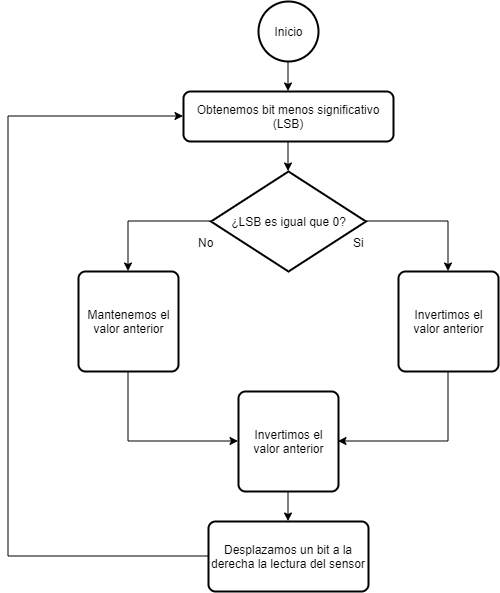 Inicio
Obtenemos bit menos significativo
(LSB)
¿LSB es igual que 0?
No
Si
Mantenemos el
valor anterior
Invertimos el
valor anterior
Invertimos el
valor anterior
Desplazamos un bit a la
derecha la lectura del sensor